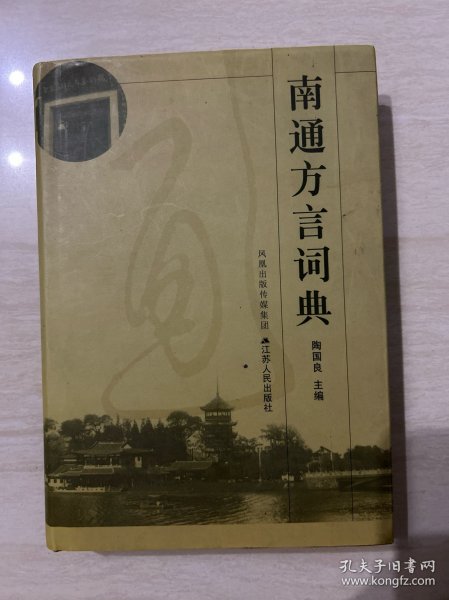 南通方言词典
陶国良 主编
凤凰出版传媒集团
江苏人民出版社
孔夫子旧书网
www.kongfz.com